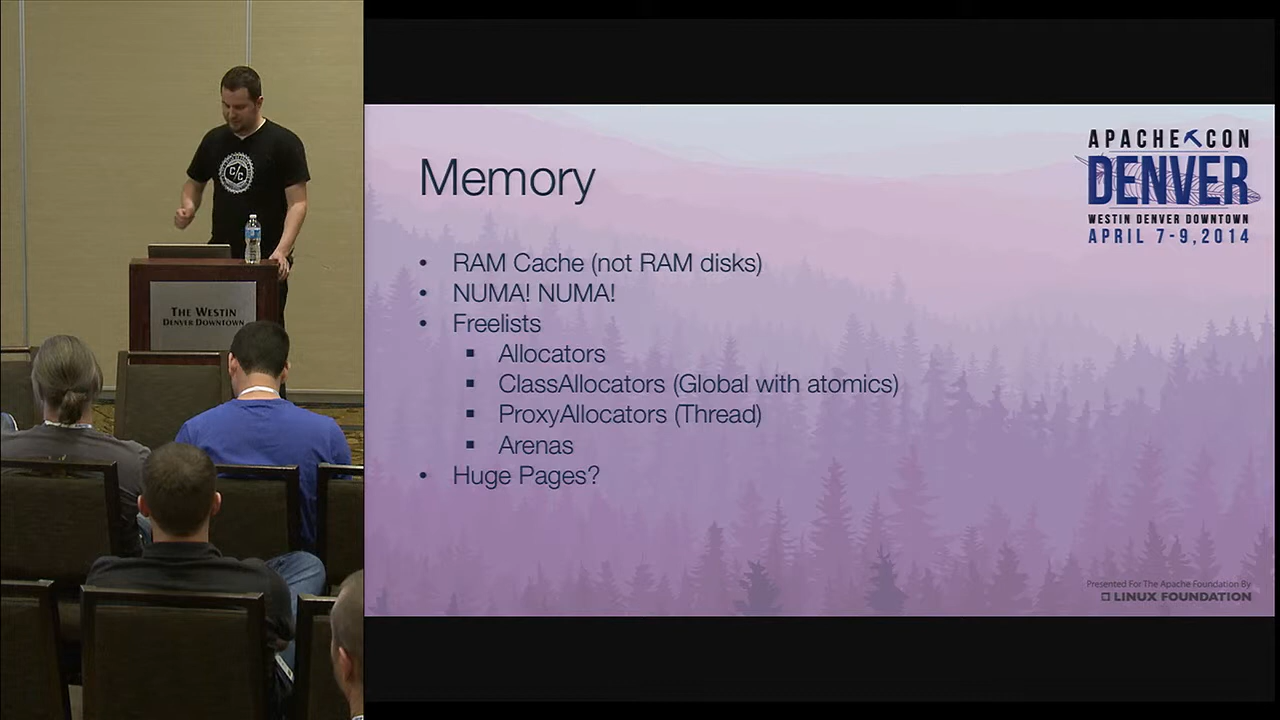 C/C
THE WESTIN
DENVER DOWNTOWN
Memory
• RAM Cache (not RAM disks)
• NUMA! NUMA!
• Freelists
▪ Allocators
▪ ClassAllocators (Global with atomics)
▪ ProxyAllocators (Thread)
▪ Arenas
• Huge Pages?
APACHE CON
DENVER
WESTIN DENVER DOWNTOWN
APRIL 7-9, 2014
Presented For The Apache Foundation By
LINUX FOUNDATION